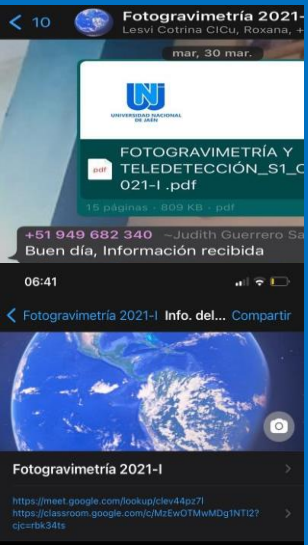 10
Fotogravimetría 2021-
Lesvi Cotrina CICu, Roxana, +
mar, 30 mar.
UNJ
UNIVERSIDAD NACIONAL
DE JAÉN
FOTOGRAVIMETRÍA Y
pdf
TELEDETECCIÓN_S1_C
021-I .pdf
15 páginas · 809 KB · pdf
+51 949 682 340 ~Judith Guerrero Sa
Buen día, Información recibida
06:41
Fotogravimetría 2021-I Info. del... Compartir
Fotogravimetría 2021-I
https://meet.google.com/lookup/clev44pz7l
https://classroom.google.com/c/MzEwOTMwMDg1NTI2?
cjc=rbk34ts